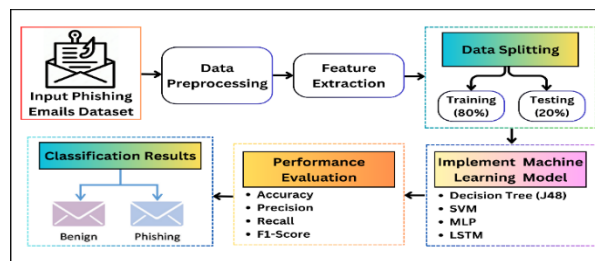 Input Phishing
Emails Dataset
Data
Preprocessing
Feature
Extraction
Data Splitting
Training
(80%)
Testing
(20%)
Implement Machine
Learning Model
• Decision Tree (J48)
• SVM
• MLP
• LSTM
Performance
Evaluation
• Accuracy
• Precision
• Recall
• F1-Score
Classification Results
Benign
Phishing